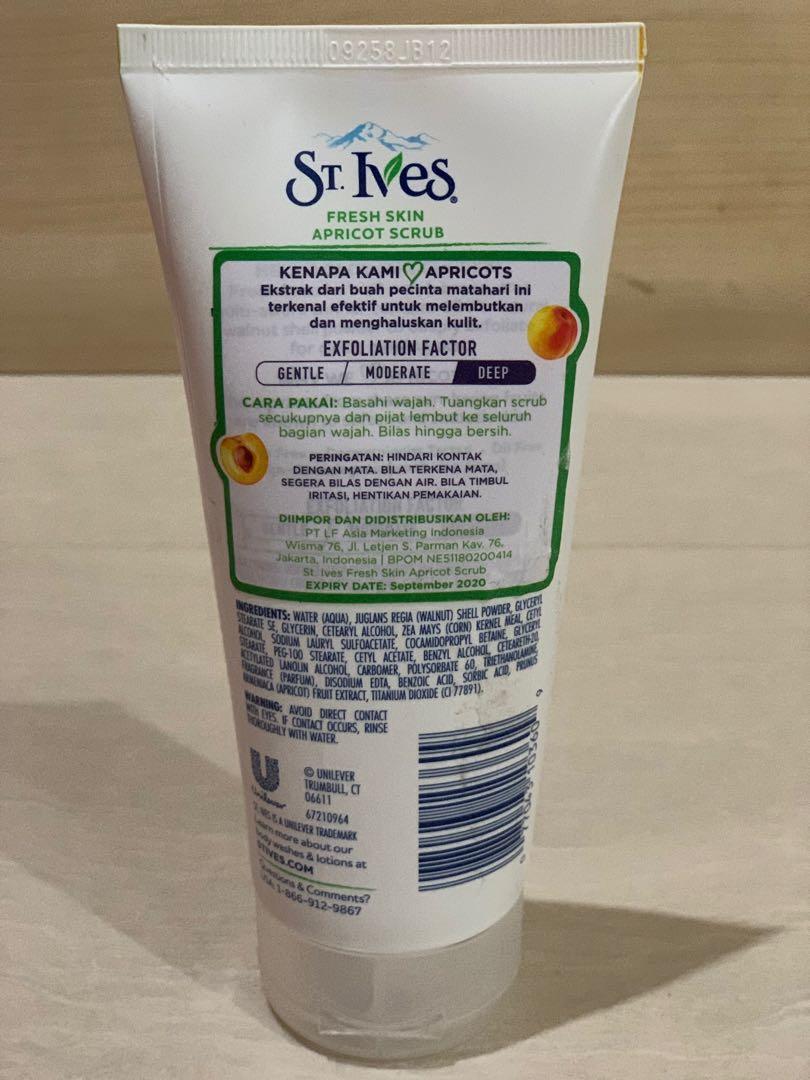 09258JB12
ST. Ives®
FRESH SKIN
APRICOT SCRUB
KENAPA KAMI APRICOTS
Ekstrak dari buah pecinta matahari ini
terkenal efektif untuk melembutkan
dan menghaluskan kulit.
EXFOLIATION FACTOR
GENTLE / MODERATE DEEP
CARA PAKAI: Basahi wajah. Tuangkan scrub
secukupnya dan pijat lembut ke seluruh
bagian wajah. Bilas hingga bersih.
PERINGATAN: HINDARI KONTAK
DENGAN MATA. BILA TERKENA MATA,
SEGERA BILAS DENGAN AIR. BILA TIMBUL
IRITASI, HENTIKAN PEMAKAIAN.
DIIMPOR DAN DIDISTRIBUSIKAN OLEH:
PT LF Asia Marketing Indonesia
Wisma 76, Jl. Letjen S. Parman Kav. 76,
Jakarta, Indonesia | BPOM NE51180200414
St. Ives Fresh Skin Apricot Scrub
EXPIRY DATE: September 2020
INGREDIENTS: WATER (AQUA), JUGLANS REGIA (WALNUT) SHELL POWDER, GLYCERYL
STEARATE SE, GLYCERIN, CETEARYL ALCOHOL, ZEA MAYS (CORN) KERNEL MEAL, CETYL
ALCOHOL, SODIUM LAURYL SULFOACETATE, COCAMIDOPROPYL BETAINE, GLYCERYL
STEARATE, PEG-100 STEARATE, CETYL ACETATE, BENZYL ALCOHOL, CETEARETH-20,
ACETYLATED LANOLIN ALCOHOL, CARBOMER, POLYSORBATE 60, TRIETHANOLAMINE,
FRAGRANCE (PARFUM), DISODIUM EDTA, BENZOIC ACID, SORBIC ACID, PRUNUS
ARMENIACA (APRICOT) FRUIT EXTRACT, TITANIUM DIOXIDE (CI 77891).
WARNING: AVOID DIRECT CONTACT
WITH EYES. IF CONTACT OCCURS, RINSE
THOROUGHLY WITH WATER.
Unilever
© UNILEVER
TRUMBULL, CT
06611
67210964
ST. IVES IS A UNILEVER TRADEMARK
Learn more about our
body washes & lotions at
STIVES.COM
Questions & Comments?
USA: 1-866-912-9867